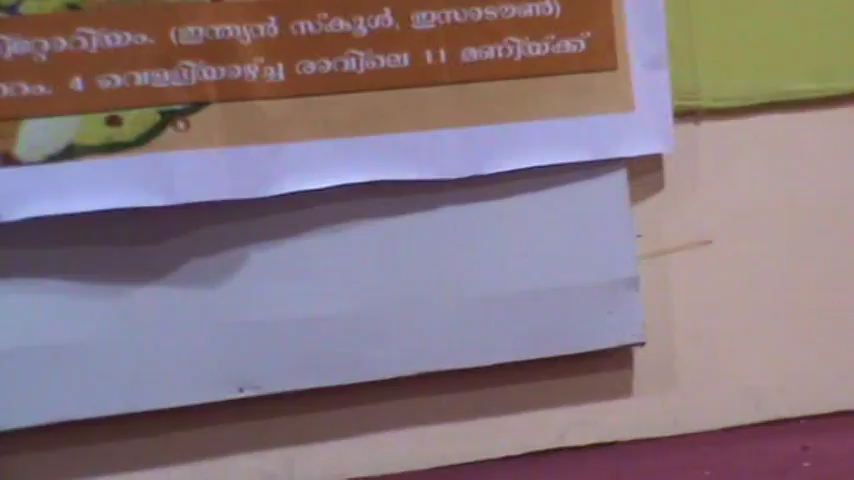 (ഇന്ത്യൻ സ്കൂൾ, ഇസാടൗൺ)
4 വെള്ളിയാഴ്ച്ച രാവിലെ 11 മണിയ്ക്ക്